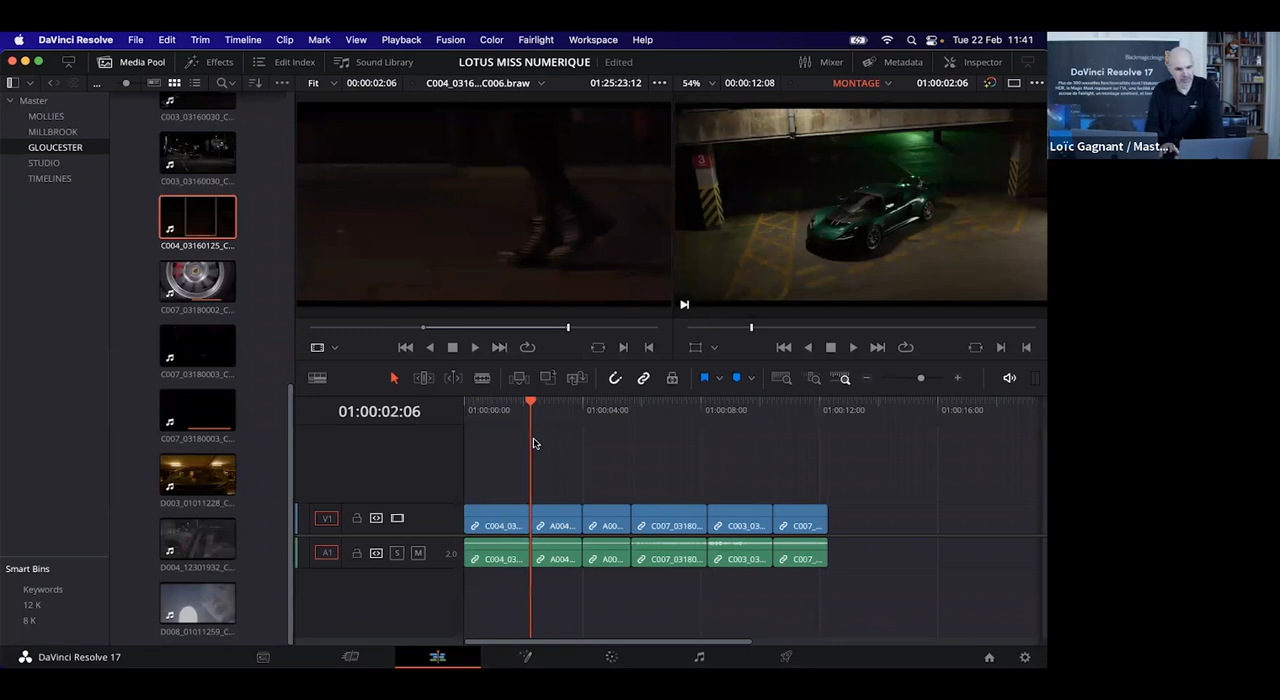 DaVinci Resolve File Edit Trim Timeline Clip Mark View Playback Fusion Color Fairlight Workspace Help Tue 22 Feb 11:41
Media Pool Effects Edit Index Sound Library LOTUS MISS NUMERIQUE Edited Mixer Metadata Inspector
Fit 00:00:02:06 C004_0316...C006.braw 01:25:23:12 54% 00:00:12:08 MONTAGE 01:00:02:06
Blackmagicdesign
DaVinci Resolve 17
Loïc Gagnant / Mast...
Master
MOLLIES
MILLBROOK
GLOUCESTER
STUDIO
TIMELINES
C003_03160030_C...
C003_03160030_C...
C004_03160125_C...
C007_03180002_C...
C007_03180003_C...
C007_03180003_C...
D003_01011228_C...
D004_12301932_C...
D008_01011259_C...
3
01:00:02:06
01:00:00:00 01:00:04:00 01:00:08:00 01:00:12:00 01:00:16:00
V1 C004_03... A004... A00... C007_03180... C003_03... C007_...
A1 S M 2.0 C004_03... A004... A00... C007_03180... C003_03... C007_...
Smart Bins
Keywords
12 K
8 K
DaVinci Resolve 17